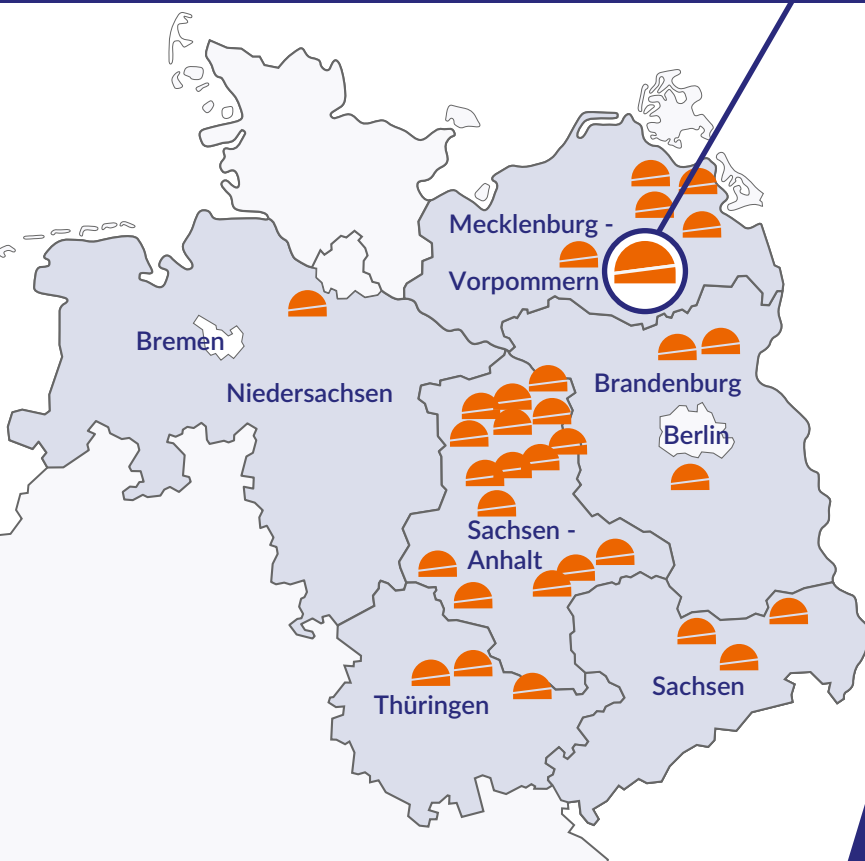 Mecklenburg -
Vorpommern
Bremen
Niedersachsen
Brandenburg
Berlin
Sachsen -
Anhalt
Sachsen
Thüringen